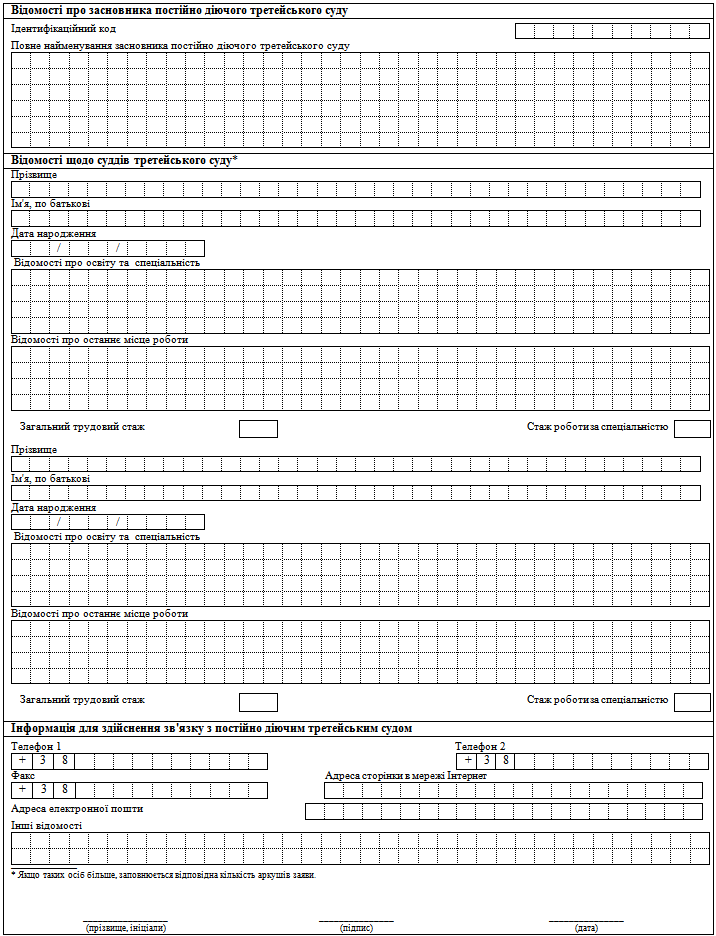 Відомості про засновника постійно діючого третейського суду
Ідентифікаційний код
Повне найменування засновника постійно діючого третейського суду
Відомості щодо суддів третейського суду*
Прізвище
Ім'я, по батькові
Дата народження
/ /
Відомості про освіту та спеціальність
Відомості про останнє місце роботи
Загальний трудовий стаж Стаж роботи за спеціальністю
Прізвище
Ім'я, по батькові
Дата народження
/ /
Відомості про освіту та спеціальність
Відомості про останнє місце роботи
Загальний трудовий стаж Стаж роботи за спеціальністю
Інформація для здійснення зв'язку з постійно діючим третейським судом
Телефон 1 Телефон 2
+ 3 8 + 3 8
Факс Адреса сторінки в мережі Інтернет
+ 3 8
Адреса електронної пошти
Інші відомості
* Якщо таких осіб більше, заповнюється відповідна кількість аркушів заяви.
(прізвище, ініціали) (підпис) (дата)